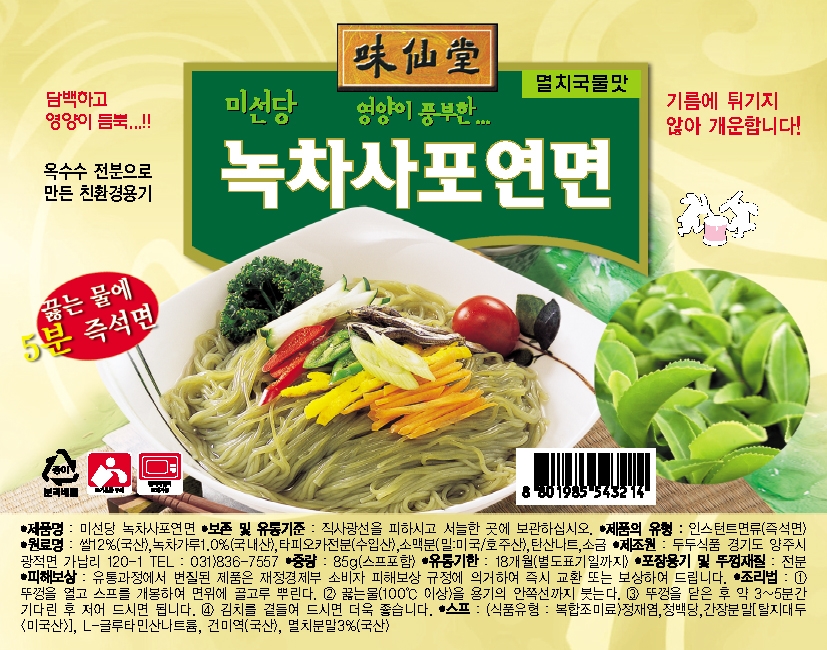 味仙堂
멸치국물맛
미선당
영양이 풍부한...
녹차사포연면
담백하고
영양이 듬뿍...!!
옥수수 전분으로
만든 친환경용기
기름에 튀기지
않아 개운합니다!
끓는 물에
5분 즉석면
종이
분리배출
8 801985 543214
•제품명 : 미선당 녹차사포연면 •보존 및 유통기준 : 직사광선을 피하시고 서늘한 곳에 보관하십시오. •제품의 유형 : 인스턴트면류(즉석면)
•원료명 : 쌀12%(국산),녹차가루1.0%(국내산),타피오카전분(수입산),소맥분(밀:미국/호주산),탄산나트,소금 •제조원 : 두두식품 경기도 양주시
광적면 가납리 120-1 TEL : 031)836-7557 •중량 : 85g(스프포함) •유통기한 : 18개월(별도표기일까지) •포장용기 및 뚜껑재질 : 전분
•피해보상 : 유통과정에서 변질된 제품은 재정경제부 소비자 피해보상 규정에 의거하여 즉시 교환 또는 보상하여 드립니다. •조리법 : ①
뚜껑을 열고 스프를 개봉하여 면위에 골고루 뿌린다. ② 끓는물(100℃ 이상)을 용기의 안쪽선까지 붓는다. ③ 뚜껑을 닫은 후 약 3~5분간
기다린 후 저어 드시면 됩니다. ④ 김치를 곁들여 드시면 더욱 좋습니다. •스프 : (식품유형 : 복합조미료)정재염,정백당,간장분말[탈지대두
〈미국산〉], L-글루타민산나트륨, 건미역(국산), 멸치분말3%(국산)